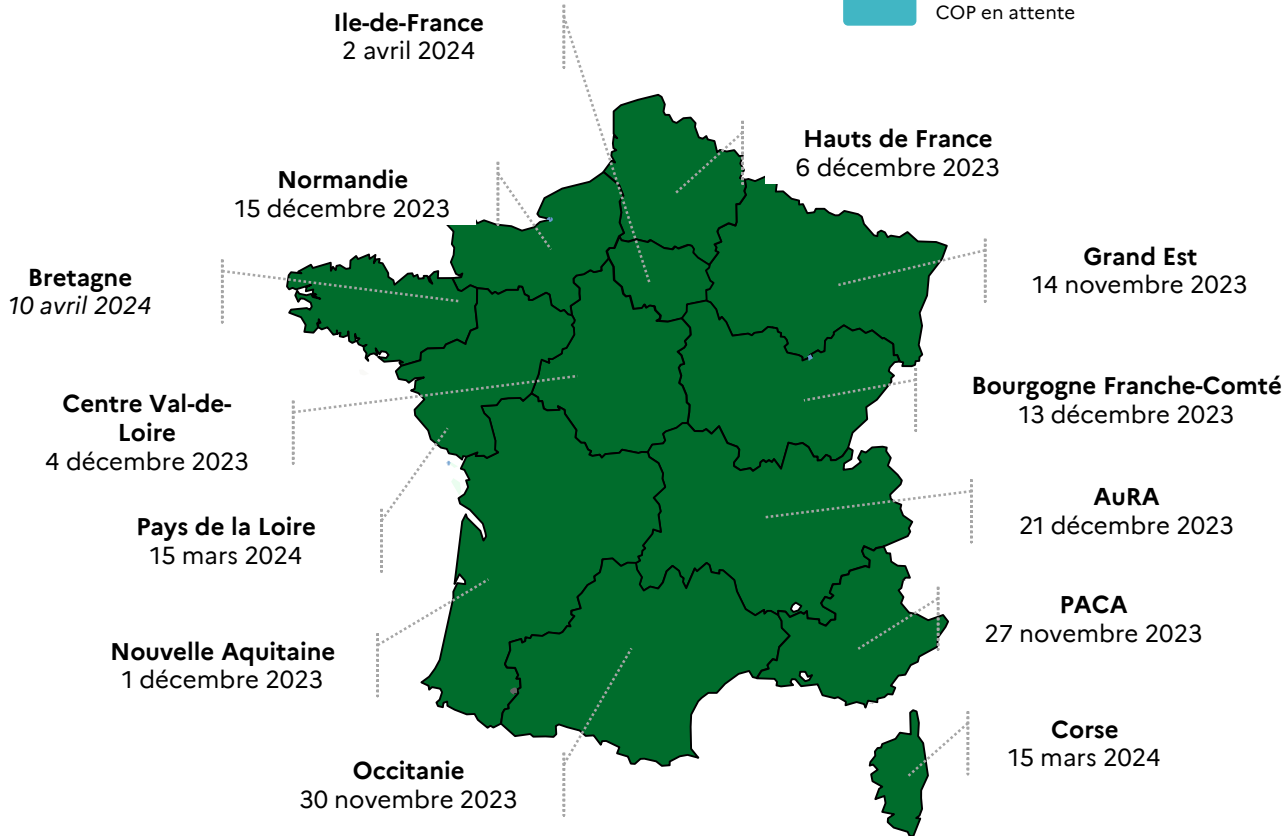 COP en attente
Ile-de-France
2 avril 2024
Hauts de France
6 décembre 2023
Normandie
15 décembre 2023
Grand Est
14 novembre 2023
Bretagne
10 avril 2024
Bourgogne Franche-Comté
13 décembre 2023
Centre Val-de-
Loire
4 décembre 2023
AuRA
21 décembre 2023
Pays de la Loire
15 mars 2024
PACA
27 novembre 2023
Nouvelle Aquitaine
1 décembre 2023
Corse
15 mars 2024
Occitanie
30 novembre 2023